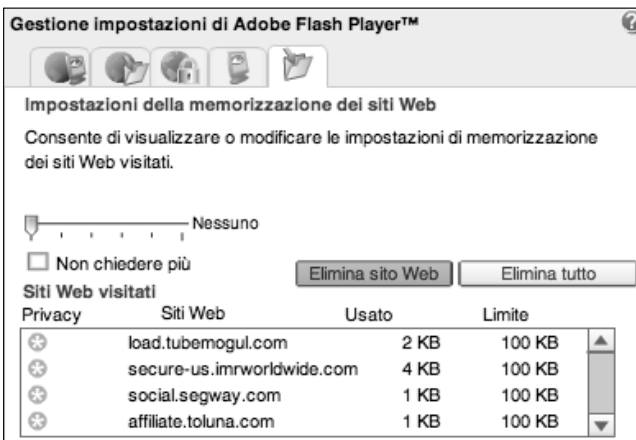 Gestione impostazioni di Adobe Flash Player™ ?
Impostazioni della memorizzazione dei siti Web
Consente di visualizzare o modificare le impostazioni di memorizzazione
dei siti Web visitati.
Nessuno
Non chiedere più
Elimina sito Web Elimina tutto
Siti Web visitati
Privacy Siti Web Usato Limite
load.tubemogul.com 2 KB 100 KB
secure-us.imrworldwide.com 4 KB 100 KB
social.segway.com 1 KB 100 KB
affiliate.toluna.com 1 KB 100 KB